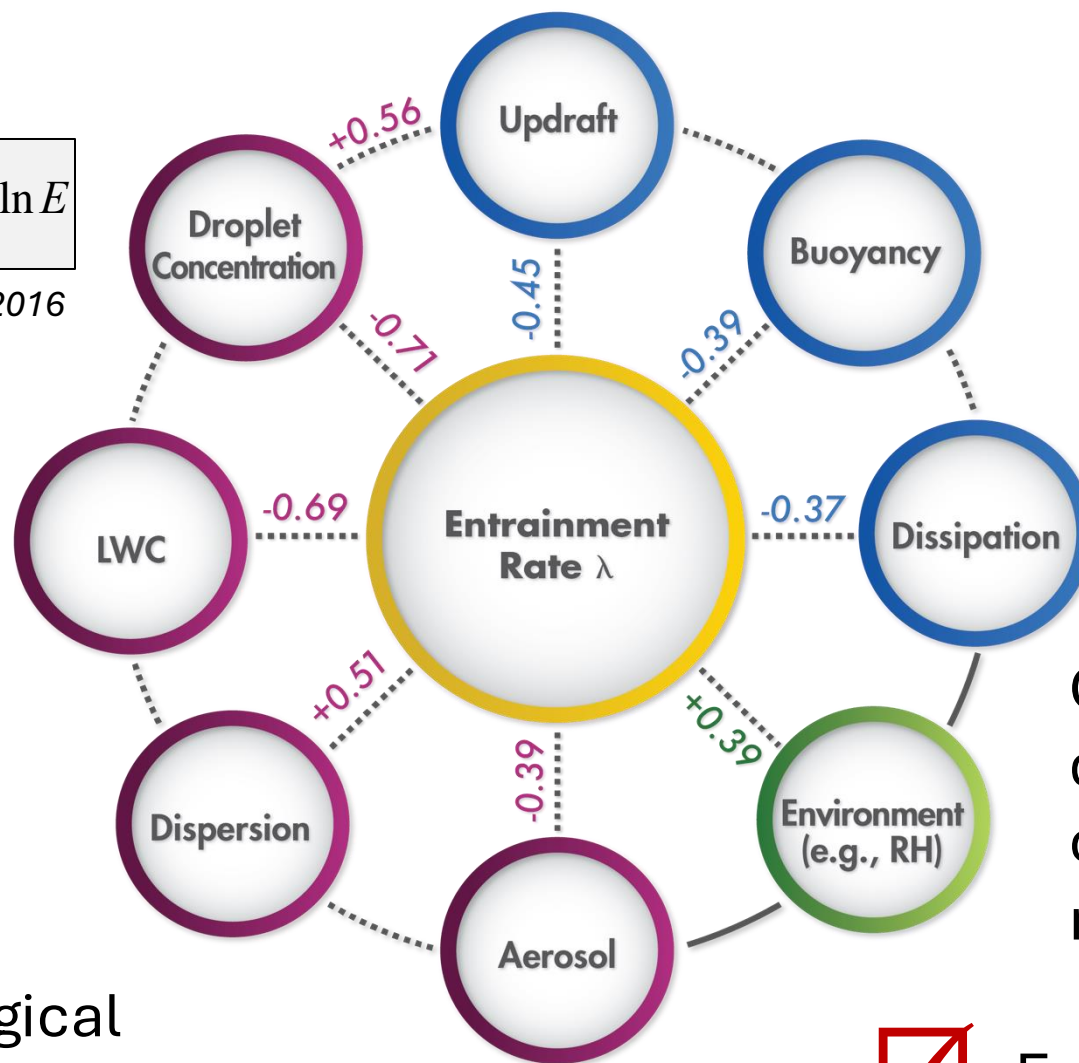 Updraft
+0.56
ln E
Droplet
Concentration
2016
Buoyancy
-0.45
-0.39
-0.71
-0.69
Entrainment
Rate λ
-0.37
Dissipation
LWC
+0.51
-0.39
+0.39
Dispersion
Environment
(e.g., RH)
Aerosol
gical